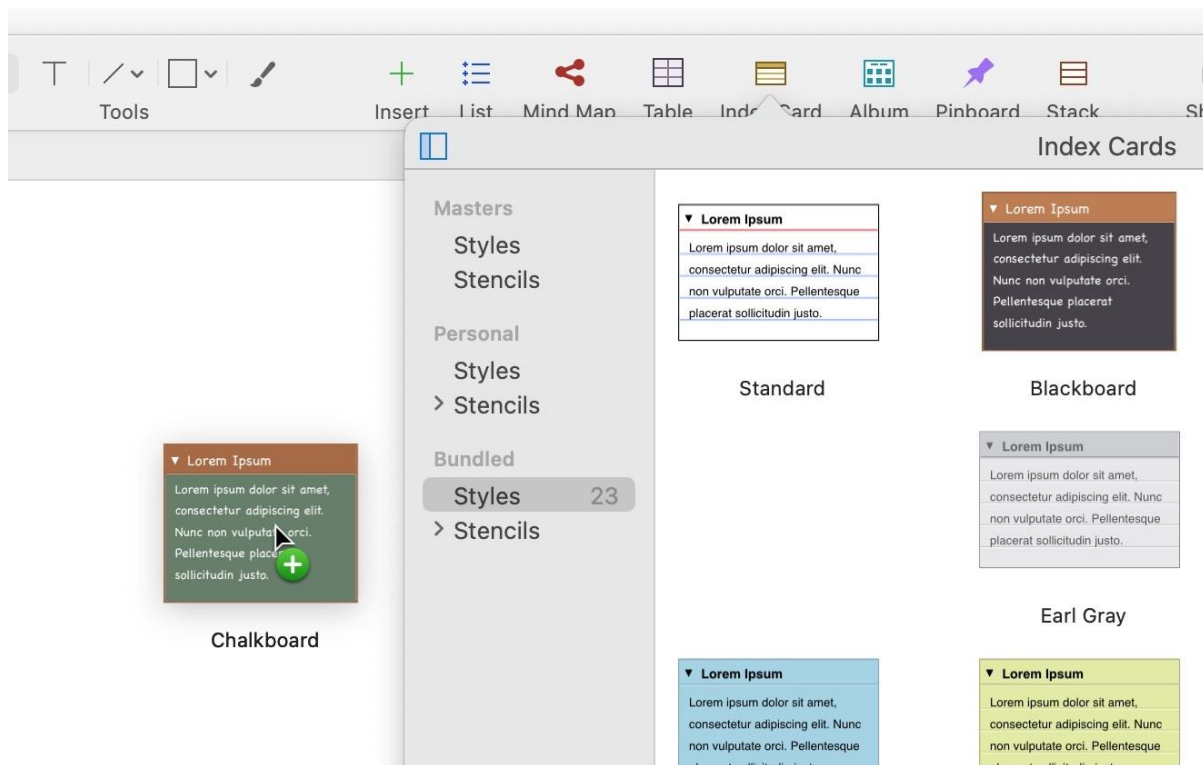 Tools
Insert List Mind Map Table Index Card Album Pinboard Stack
Index Cards
Masters
Styles
Stencils
Personal
Styles
Stencils
Bundled
Styles 23
Stencils
Lorem Ipsum
Lorem ipsum dolor sit amet,
consectetur adipiscing elit. Nunc
non vulputate orci. Pellentesque
placerat sollicitudin justo.
Standard
Lorem Ipsum
Lorem ipsum dolor sit amet,
consectetur adipiscing elit.
Nunc non vulputate orci.
Pellentesque placerat
sollicitudin justo.
Blackboard
Lorem Ipsum
Lorem ipsum dolor sit amet,
consectetur adipiscing elit.
Nunc non vulputate orci.
Pellentesque
sollicitudin justo.
Chalkboard
Lorem Ipsum
Lorem ipsum dolor sit amet,
consectetur adipiscing elit. Nunc
non vulputate orci. Pellentesque
placerat sollicitudin justo.
Earl Gray
Lorem Ipsum
Lorem ipsum dolor sit amet,
consectetur adipiscing elit. Nunc
non vulputate orci. Pellentesque
Lorem Ipsum
Lorem ipsum dolor sit amet,
consectetur adipiscing elit. Nunc
non vulputate orci. Pellentesque